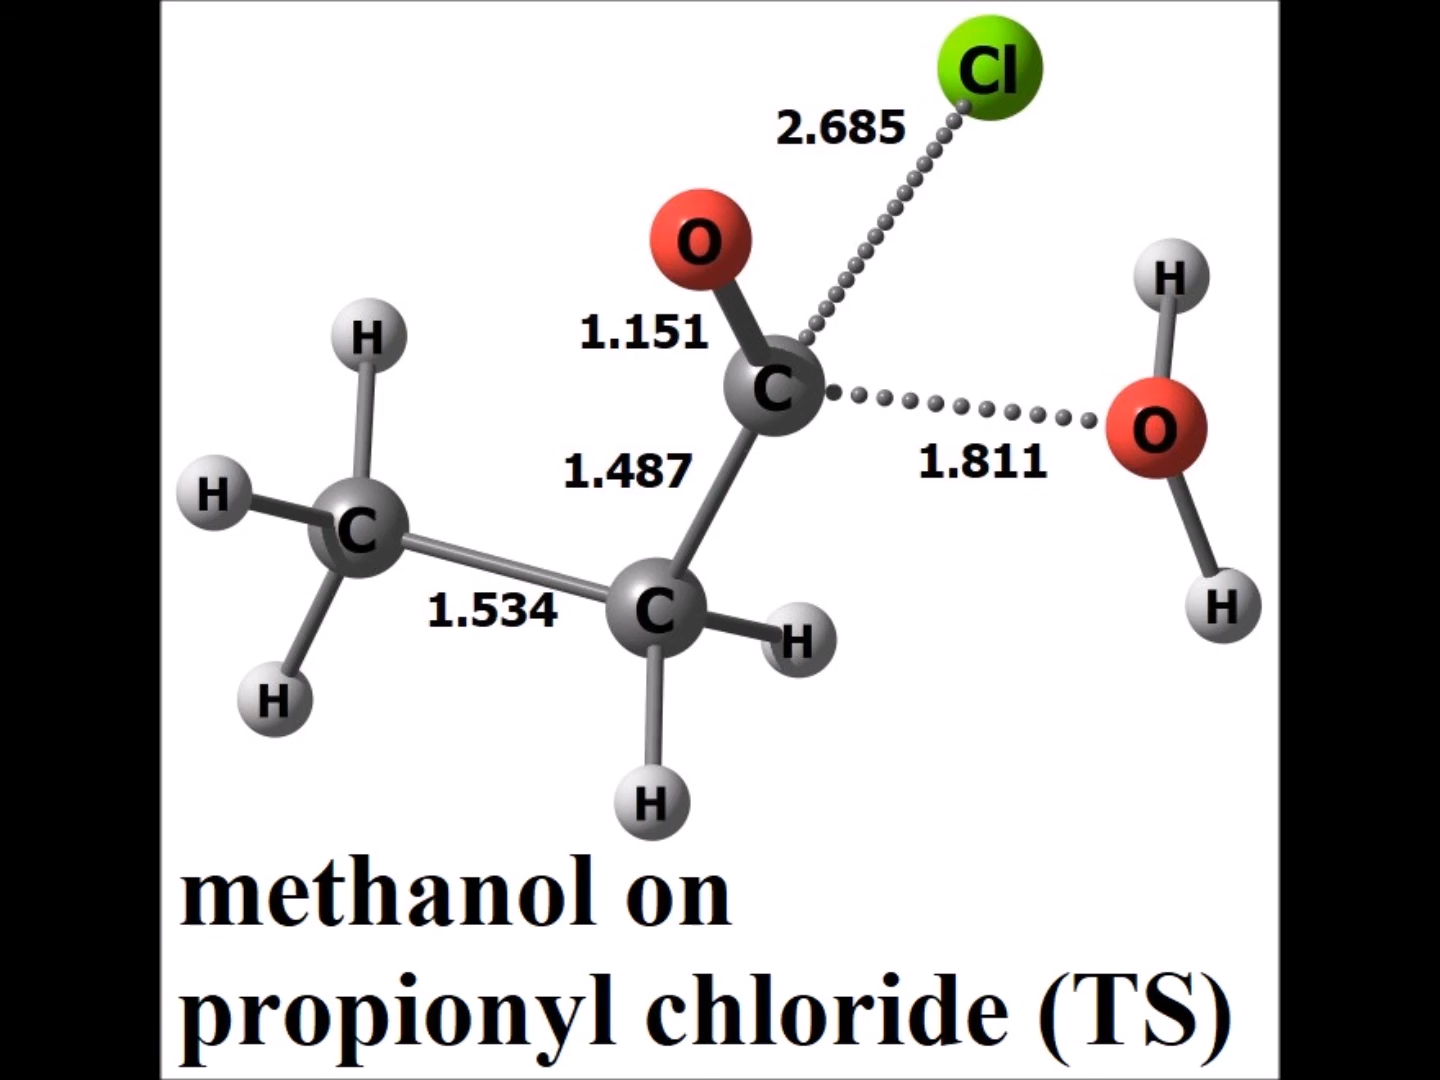 Cl
2.685
O
H
1.151
H
C
O
1.811
1.487
H
C
1.534
C
H
H
H
H
methanol on
propionyl chloride (TS)